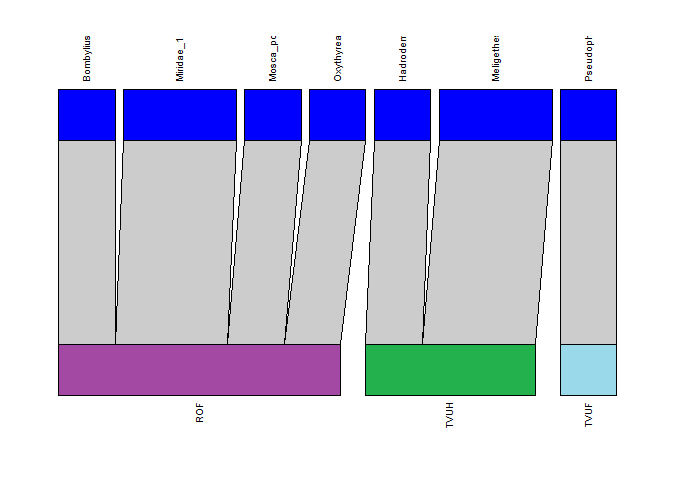 Bombylius
Miridae_1
Mosca_pc
Oxythyrea
Hadroden
Meligethe
Pseudopl
ROF
TVUH
TVUF